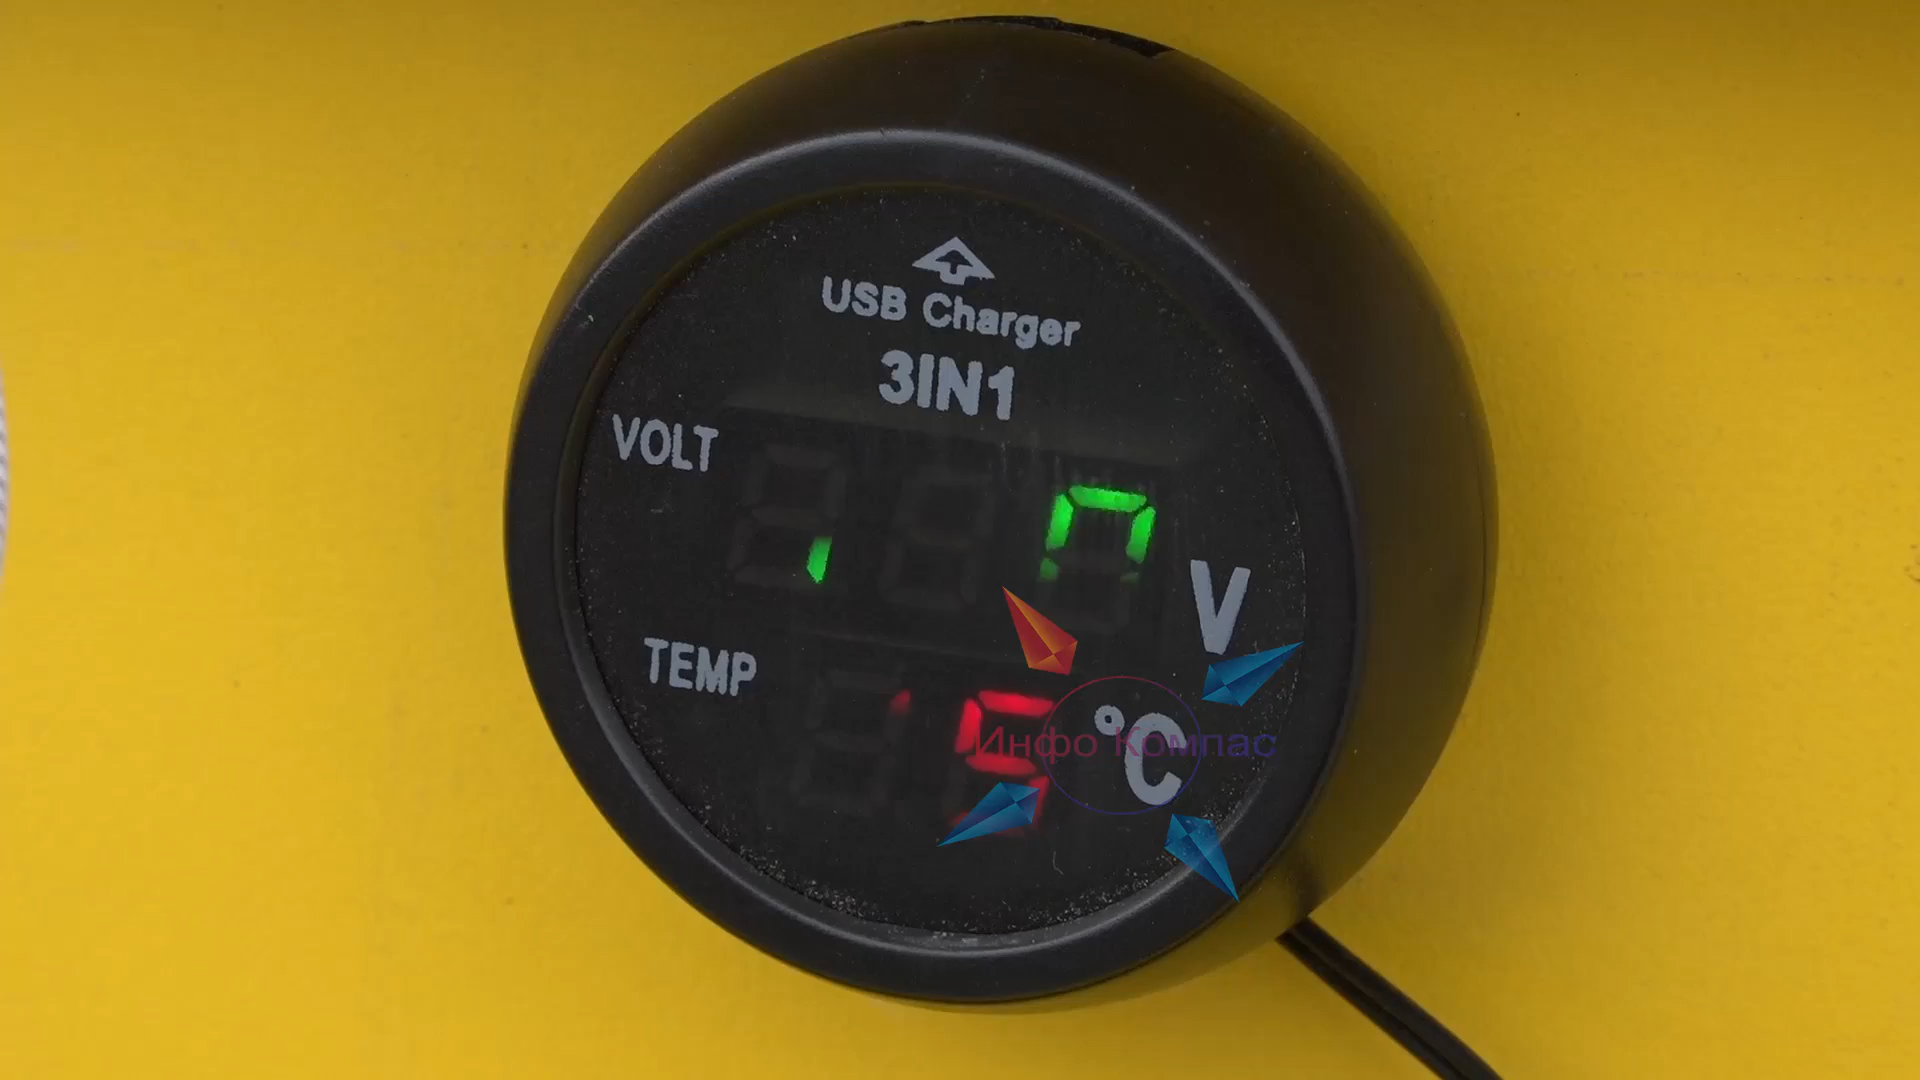 USB Charger
3IN1
VOLT
V
TEMP
°C
Инфо Компас